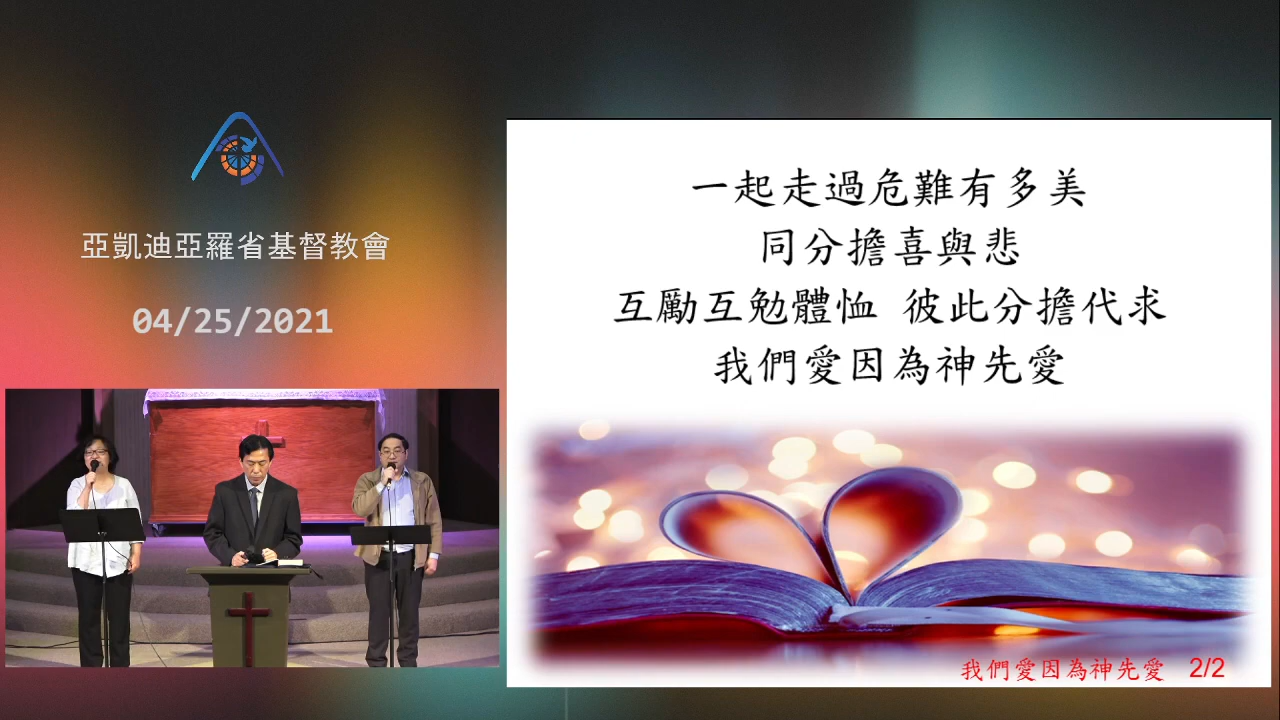 亞凱迪亞羅省基督教會
04/25/2021
一起走過危難有多美
同分擔喜與悲
互勵互勉體恤 彼此分擔代求
我們愛因為神先愛
我們愛因為神先愛 2/2